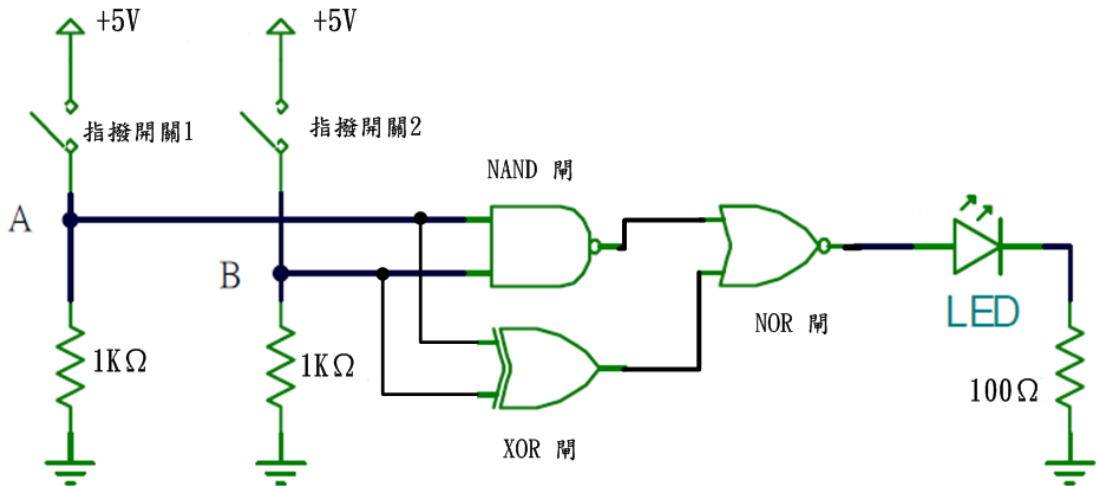 +5V
+5V
指撥開關1
指撥開關2
NAND 閘
A
B
NOR 閘
LED
1KΩ
1KΩ
100Ω
XOR 閘